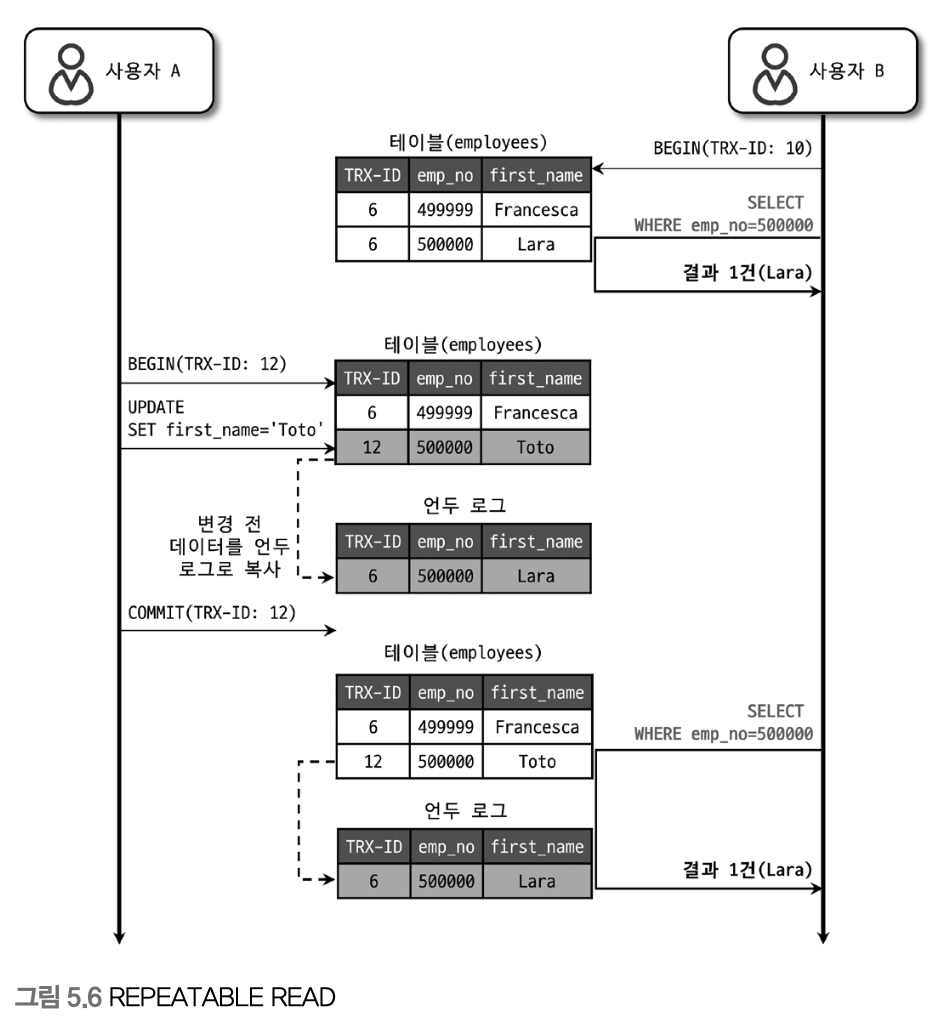 사용자 A
사용자 B
테이블(employees)
BEGIN(TRX-ID: 10)
TRX-ID emp_no first_name
6 499999 Francesca
6 500000 Lara
SELECT
WHERE emp_no=500000
결과 1건(Lara)
테이블(employees)
BEGIN(TRX-ID: 12)
TRX-ID emp_no first_name
6 499999 Francesca
12 500000 Toto
UPDATE
SET first_name='Toto'
언두 로그
변경 전
데이터를 언두
로그로 복사
TRX-ID emp_no first_name
6 500000 Lara
COMMIT(TRX-ID: 12)
테이블(employees)
TRX-ID emp_no first_name
6 499999 Francesca
12 500000 Toto
SELECT
WHERE emp_no=500000
언두 로그
TRX-ID emp_no first_name
6 500000 Lara
결과 1건(Lara)
그림 5.6 REPEATABLE READ